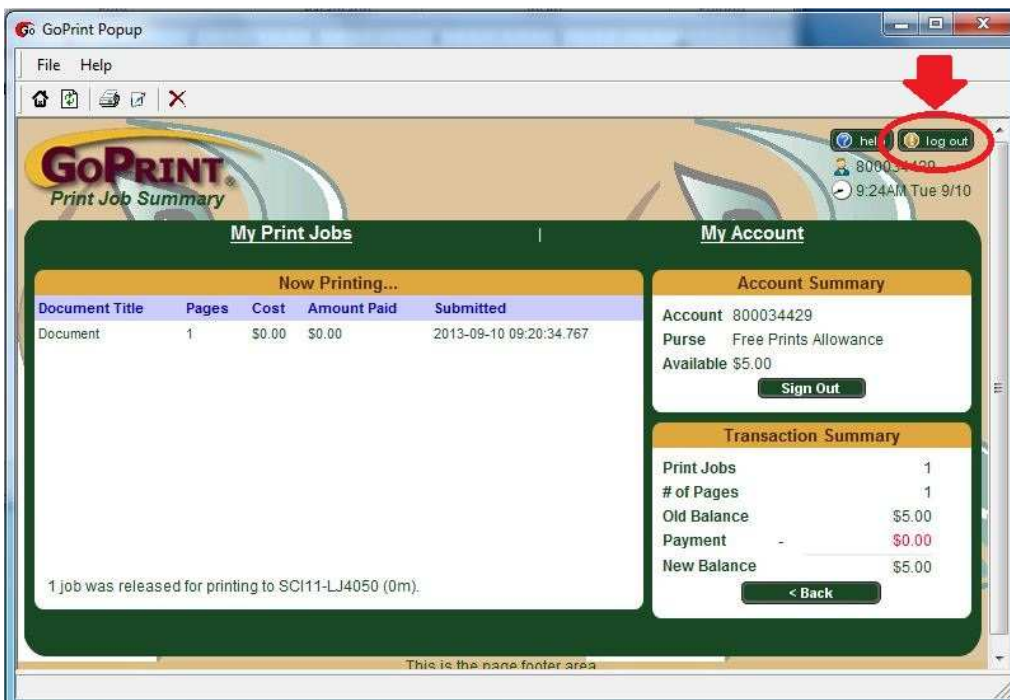 GoPrint Popup
File Help
GOPRINT
Print Job Summary
help log out
800034429
9:24AM Tue 9/10
My Print Jobs | My Account
Now Printing...
Document Title Pages Cost Amount Paid Submitted
Document 1 $0.00 $0.00 2013-09-10 09:20:34.767
1 job was released for printing to SCI11-LJ4050 (0m).
Account Summary
Account 800034429
Purse Free Prints Allowance
Available $5.00
Sign Out
Transaction Summary
Print Jobs 1
# of Pages 1
Old Balance $5.00
Payment - $0.00
New Balance $5.00
< Back
This is the page footer area